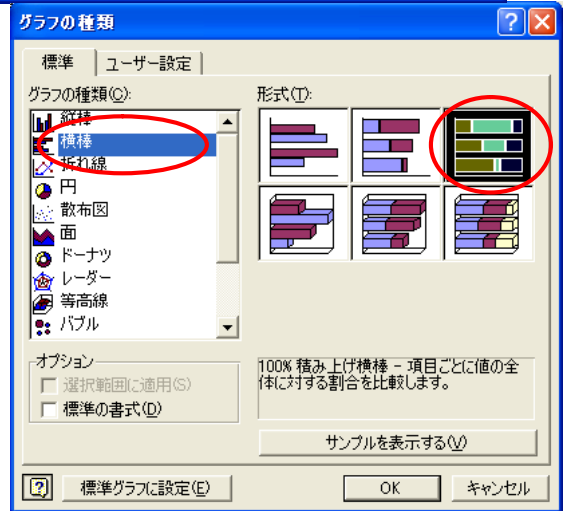 グラフの種類
標準
ユーザー設定
グラフの種類(C):
縦棒
横棒
折れ線
円
散布図
面
ドーナツ
レーダー
等高線
バブル
形式(T):
オプション
選択範囲に適用(S)
標準の書式(D)
100% 積み上げ横棒 - 項目ごとに値の全
体に対する割合を比較します。
サンプルを表示する(V)
標準グラフに設定(E)
OK
キャンセル